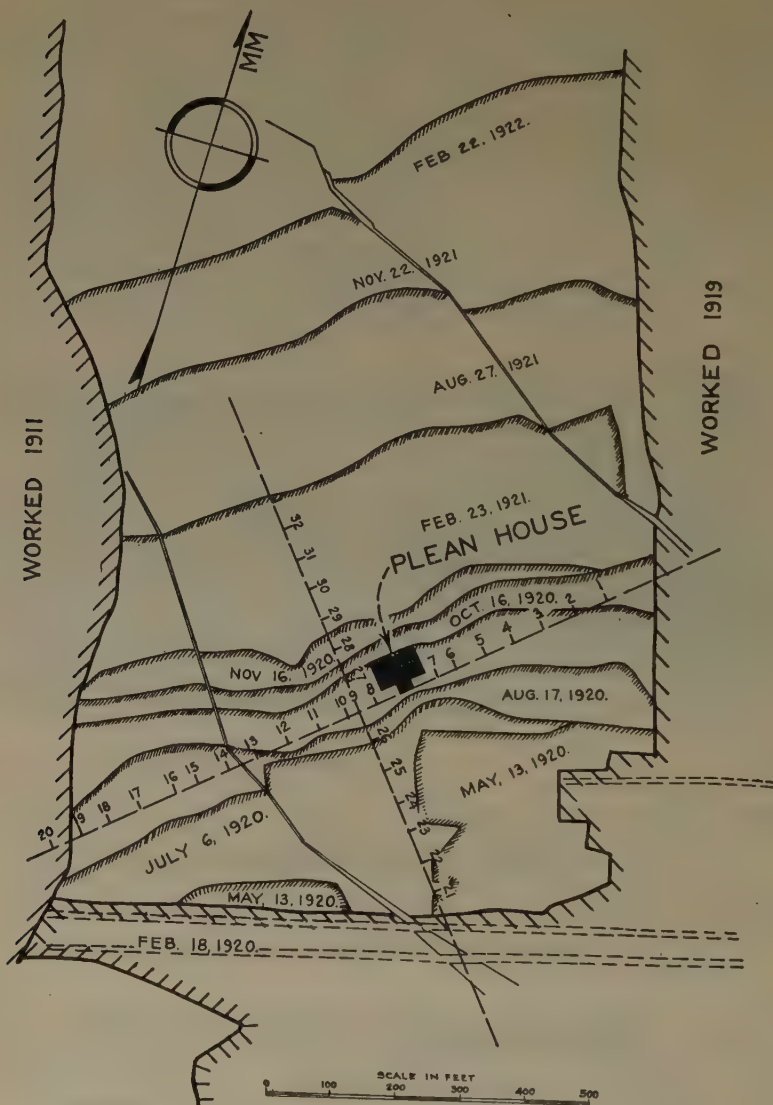 MM
FEB 22, 1922.
NOV. 22. 1921
AUG. 27. 1921
WORKED 1911
WORKED 1919
FEB. 23, 1921.
PLEAN HOUSE
OCT. 16, 1920.
NOV 16, 1920.
AUG. 17, 1920.
MAY, 13, 1920.
JULY 6, 1920.
MAY, 13, 1920.
FEB. 18, 1920.
2
3
4
5
6
7
8
9
10
11
12
13
14
15
16
17
18
19
20
21
22
23
24
25
26
27
28
29
30
31
32
SCALE IN FEET
0 100 200 300 400 500